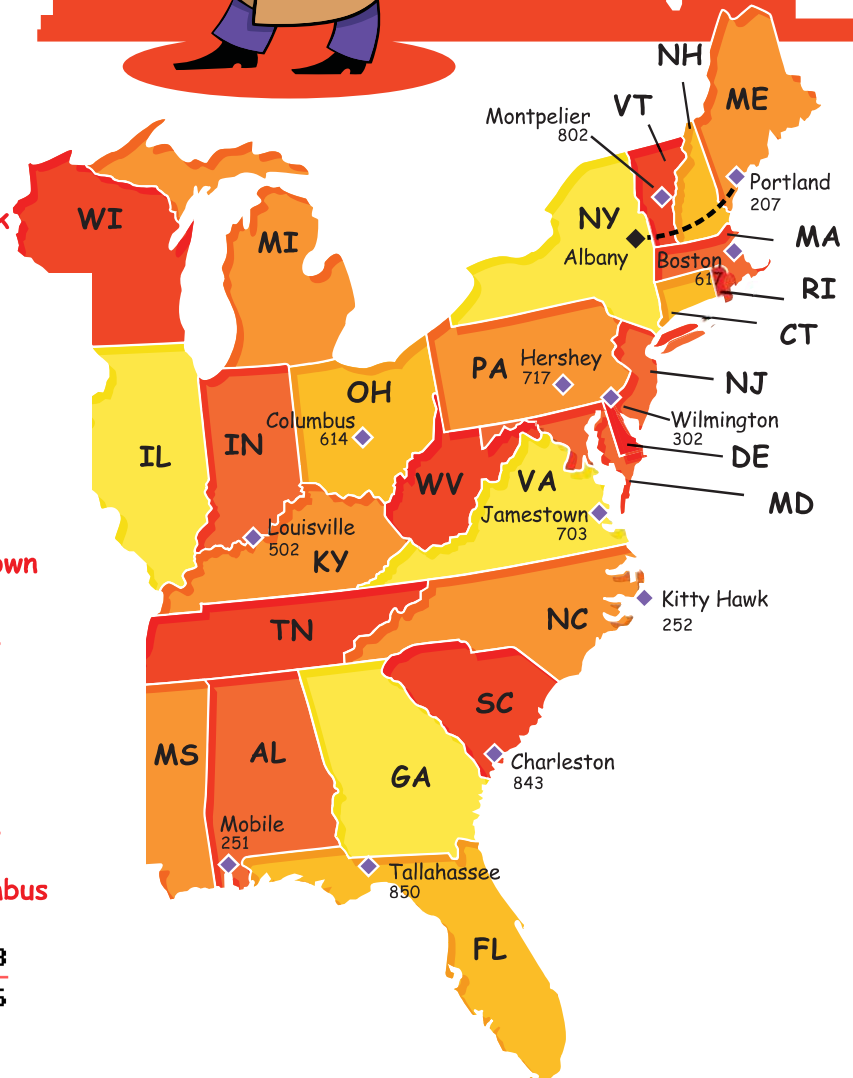 NH
ME
VT
Montpelier
802
Portland
207
WI
NY
MI
MA
Albany
Boston
617
RI
CT
PA
Hershey
717
NJ
OH
Columbus
614
Wilmington
302
IN
IL
DE
WV
VA
MD
Jamestown
703
Louisville
502
KY
own
Kitty Hawk
252
NC
TN
SC
MS
AL
GA
Charleston
843
Mobile
251
Tallahassee
850
bus
FL